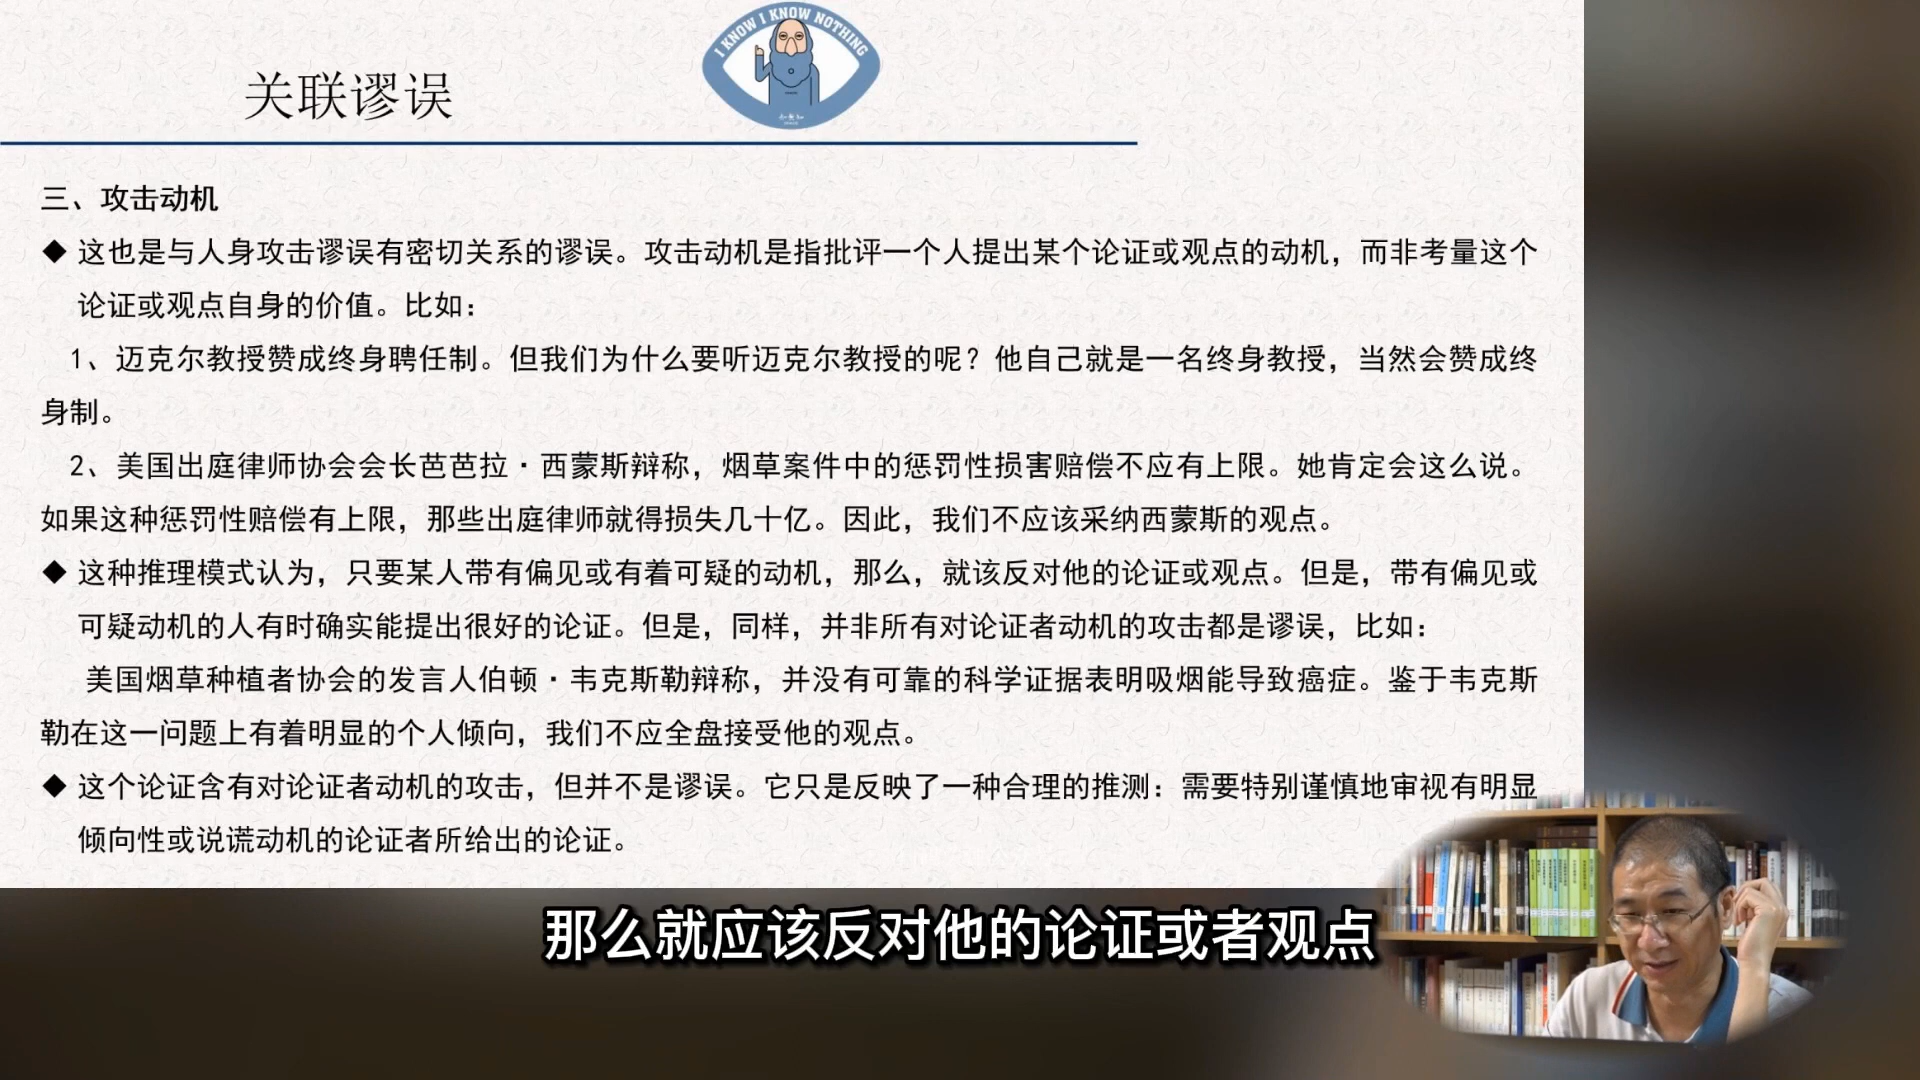 I KNOW I KNOW NOTHING
关联谬误
三、攻击动机
◆ 这也是与人身攻击谬误有密切关系的谬误。攻击动机是指批评一个人提出某个论证或观点的动机，而非考量这个
论证或观点自身的价值。比如：
1、迈克尔教授赞成终身聘任制。但我们为什么要听迈克尔教授的呢？他自己就是一名终身教授，当然会赞成终
身制。
2、美国出庭律师协会会长芭芭拉·西蒙斯辩称，烟草案件中的惩罚性损害赔偿不应有上限。她肯定会这么说。
如果这种惩罚性赔偿有上限，那些出庭律师就得损失几十亿。因此，我们不应该采纳西蒙斯的观点。
◆ 这种推理模式认为，只要某人带有偏见或有着可疑的动机，那么，就该反对他的论证或观点。但是，带有偏见或
可疑动机的人有时确实能提出很好的论证。但是，同样，并非所有对论证者动机的攻击都是谬误，比如：
美国烟草种植者协会的发言人伯顿·韦克斯勒辩称，并没有可靠的科学证据表明吸烟能导致癌症。鉴于韦克斯
勒在这一问题上有着明显的个人倾向，我们不应全盘接受他的观点。
◆ 这个论证含有对论证者动机的攻击，但并不是谬误。它只是反映了一种合理的推测：需要特别谨慎地审视有明显
倾向性或说谎动机的论证者所给出的论证。
那么就应该反对他的论证或者观点